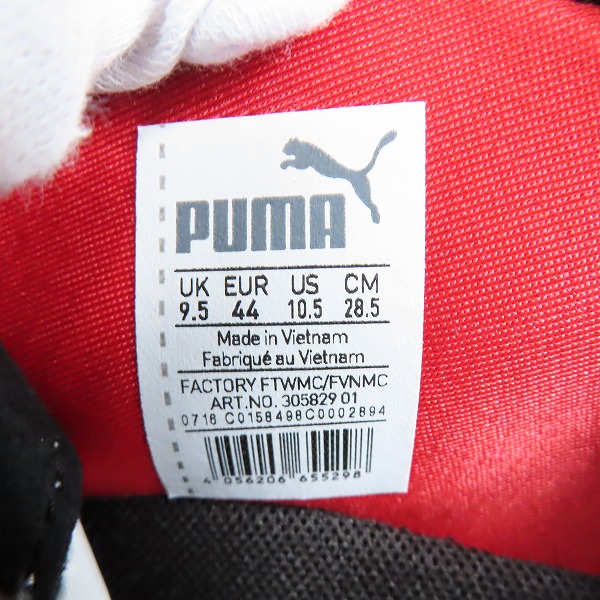 PUMA
UK EUR US CM
9.5 44 10.5 28.5
Made in Vietnam
Fabriqué au Vietnam
FACTORY FTWMC/FVNMC
ART.NO. 305829 01
0716 C0158498C0002894
4 056206 655298